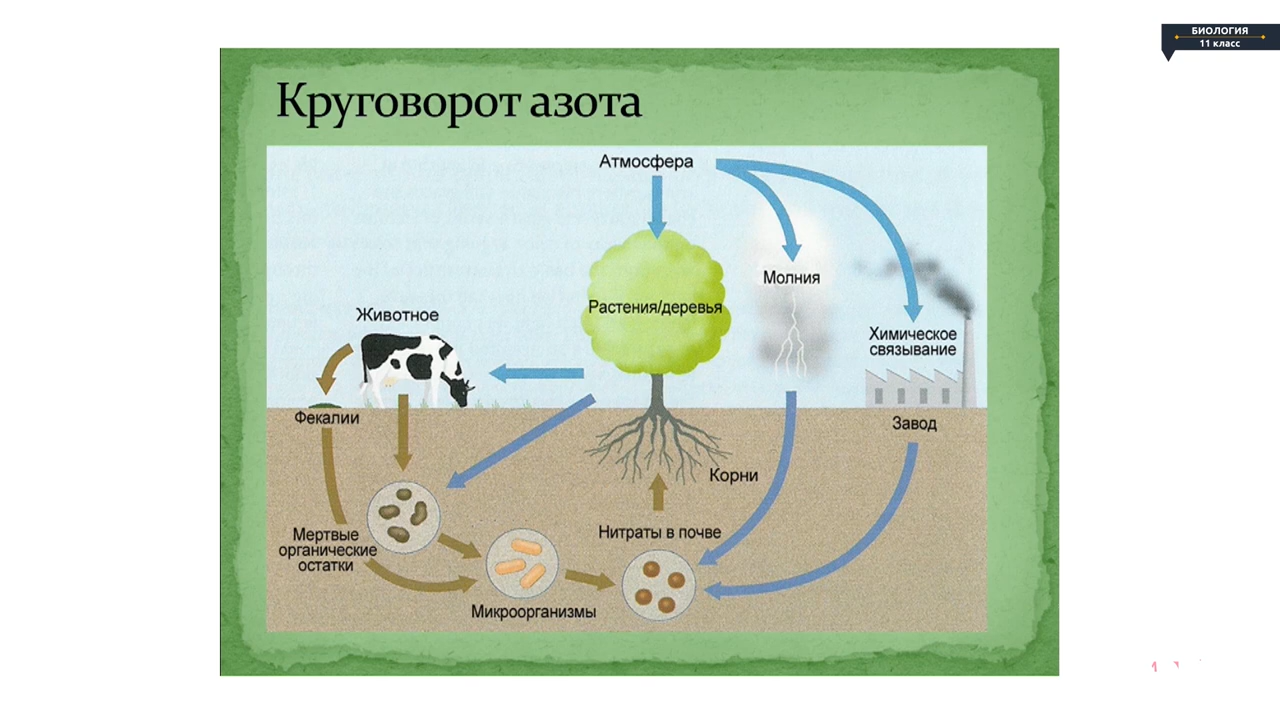 БИОЛОГИЯ
11 класс
Круговорот азота
Атмосфера
Молния
Растения/деревья
Животное
Химическое
связывание
Фекалии
Завод
Корни
Мертвые
органические
остатки
Нитраты в почве
Микроорганизмы